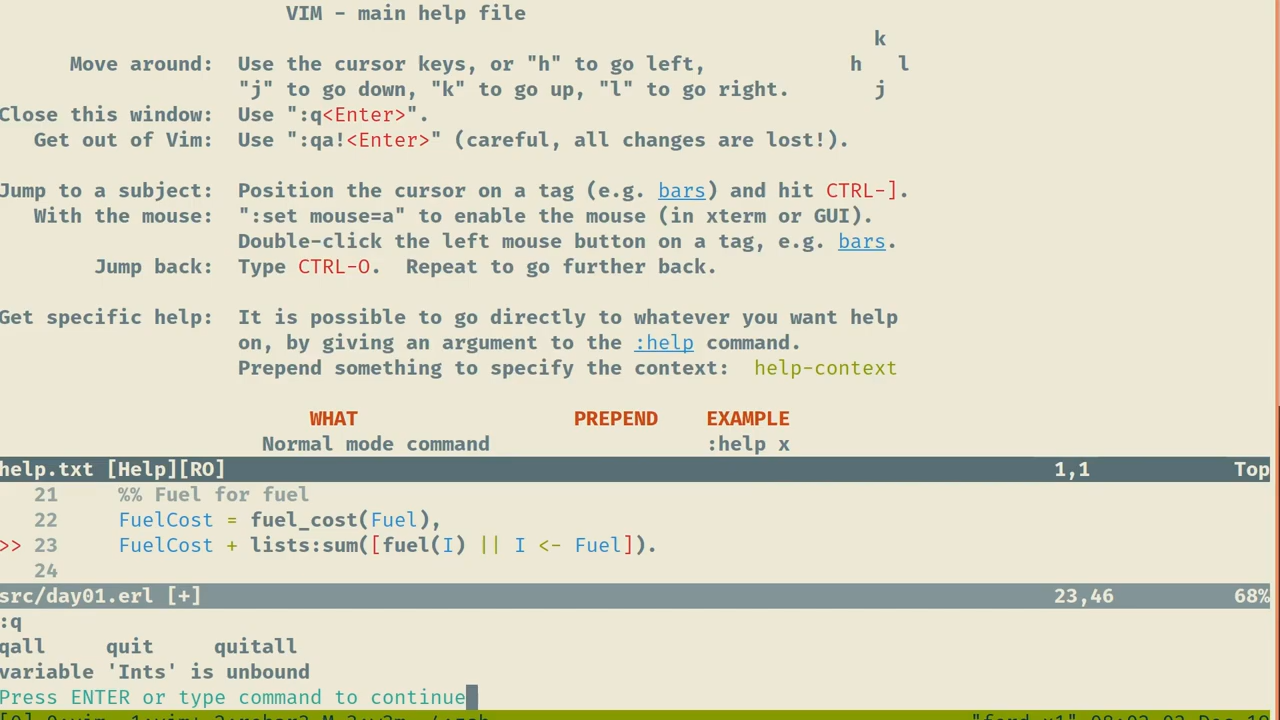 VIM - main help file
k
Move around:  Use the cursor keys, or "h" to go left,            h   l
"j" to go down, "k" to go up, "l" to go right.       j
Close this window:  Use ":q<Enter>".
Get out of Vim:  Use ":qa!<Enter>" (careful, all changes are lost!).
Jump to a subject:  Position the cursor on a tag (e.g. bars) and hit CTRL-].
With the mouse:  ":set mouse=a" to enable the mouse (in xterm or GUI).
Double-click the left mouse button on a tag, e.g. bars.
Jump back:  Type CTRL-O.  Repeat to go further back.
Get specific help:  It is possible to go directly to whatever you want help
on, by giving an argument to the :help command.
Prepend something to specify the context:  help-context
WHAT                  PREPEND    EXAMPLE
Normal mode command                  :help x
help.txt [Help][RO]                  1,1            Top
21     %% Fuel for fuel
22     FuelCost = fuel_cost(Fuel),
>> 23     FuelCost + lists:sum([fuel(I) || I <- Fuel]).
24
src/day01.erl [+]                  23,46          68%
:q
qall     quit     quitall
variable 'Ints' is unbound
Press ENTER or type command to continue